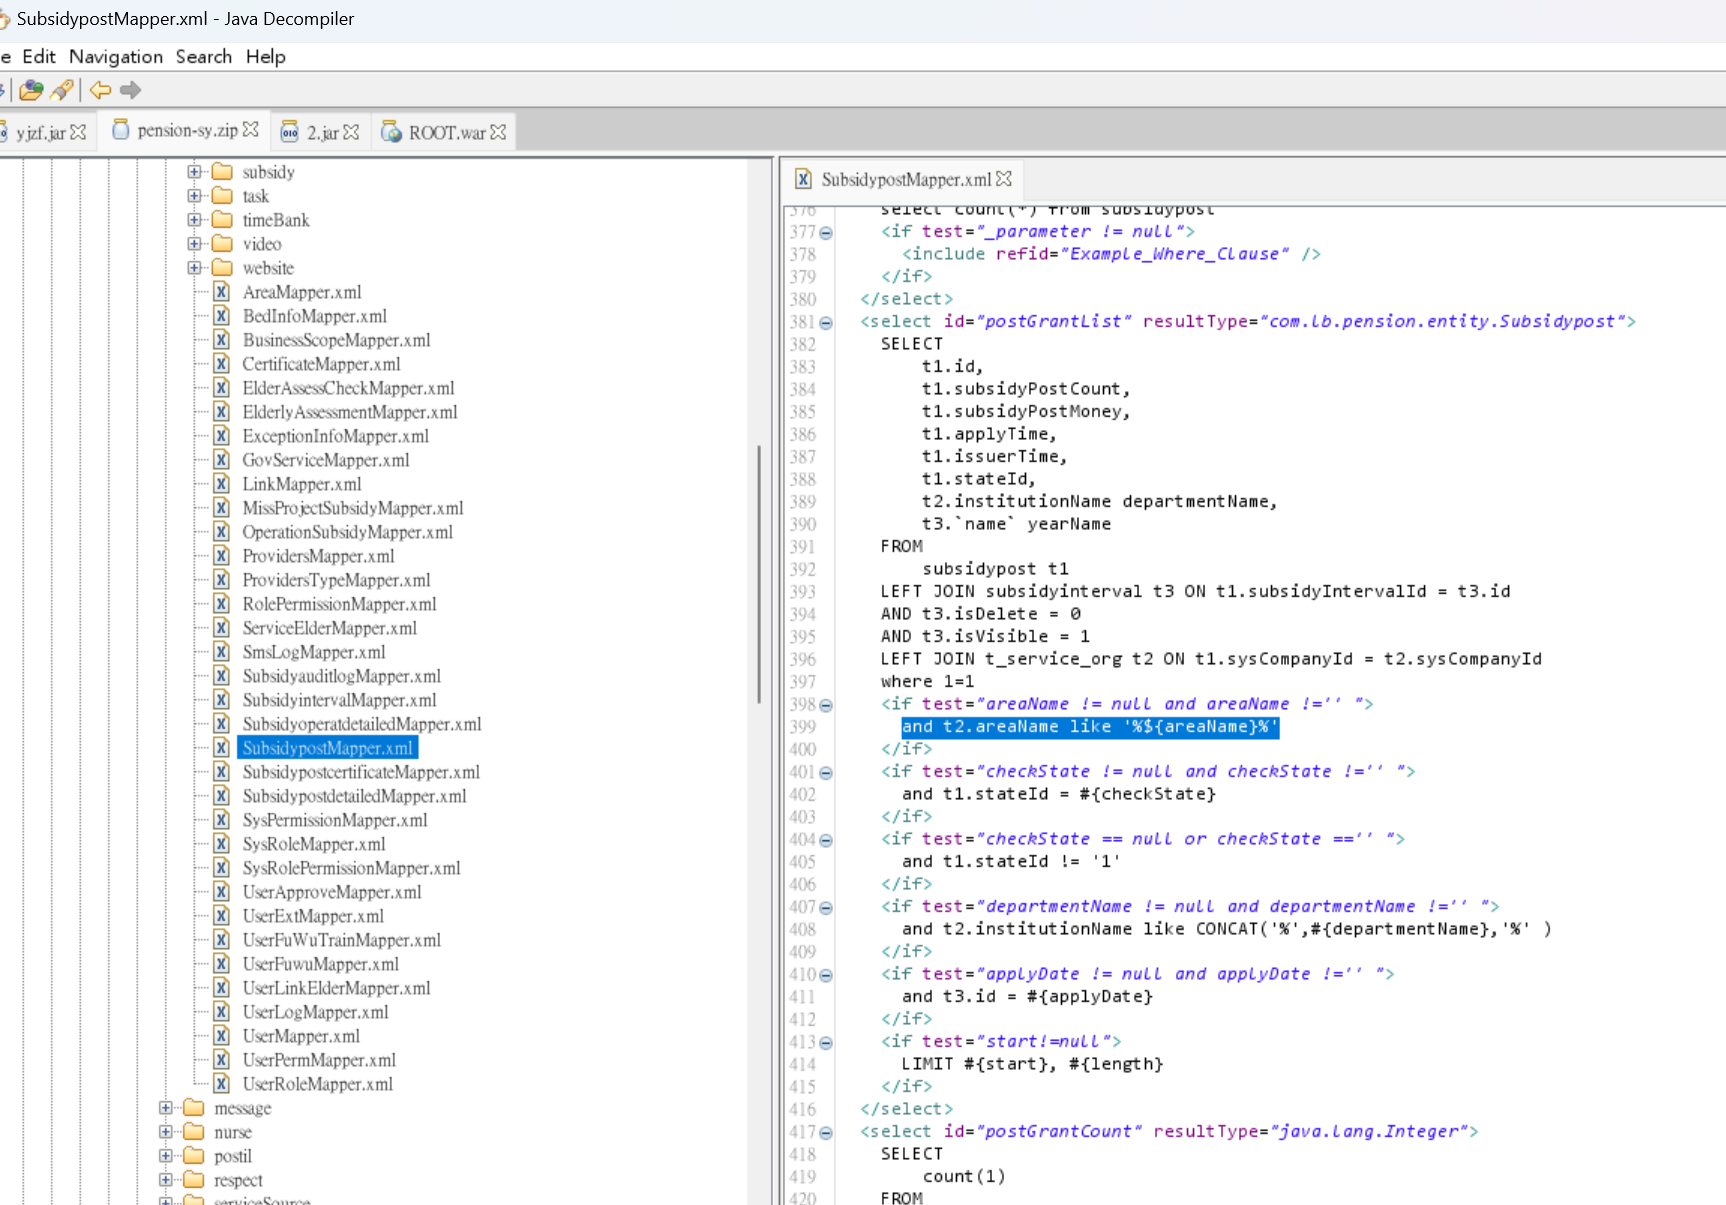 SubsidypostMapper.xml - Java Decompiler
e Edit Navigation Search Help
yjzf.jar
pension-sy.zip
2.jar
ROOT.war
subsidy
task
timeBank
video
website
AreaMapper.xml
BedInfoMapper.xml
BusinessScopeMapper.xml
CertificateMapper.xml
ElderAssessCheckMapper.xml
ElderlyAssessmentMapper.xml
ExceptionInfoMapper.xml
GovServiceMapper.xml
LinkMapper.xml
MissProjectSubsidyMapper.xml
OperationSubsidyMapper.xml
ProvidersMapper.xml
ProvidersTypeMapper.xml
RolePermissionMapper.xml
ServiceElderMapper.xml
SmsLogMapper.xml
SubsidyauditlogMapper.xml
SubsidyintervalMapper.xml
SubsidyoperatdetailedMapper.xml
SubsidypostMapper.xml
SubsidypostcertificateMapper.xml
SubsidypostdetailedMapper.xml
SysPermissionMapper.xml
SysRoleMapper.xml
SysRolePermissionMapper.xml
UserApproveMapper.xml
UserExtMapper.xml
UserFuWuTrainMapper.xml
UserFuwuMapper.xml
UserLinkElderMapper.xml
UserLogMapper.xml
UserMapper.xml
UserPermMapper.xml
UserRoleMapper.xml
message
nurse
postil
respect
serviceSource
SubsidypostMapper.xml
376 select count(*) from subsidypost
377 <if test="_parameter != null">
378 <include refid="Example_Where_Clause" />
379 </if>
380 </select>
381 <select id="postGrantList" resultType="com.lb.pension.entity.Subsidypost">
382 SELECT
383 t1.id,
384 t1.subsidyPostCount,
385 t1.subsidyPostMoney,
386 t1.applyTime,
387 t1.issuerTime,
388 t1.stateId,
389 t2.institutionName departmentName,
390 t3.`name` yearName
391 FROM
392 subsidypost t1
393 LEFT JOIN subsidyinterval t3 ON t1.subsidyIntervalId = t3.id
394 AND t3.isDelete = 0
395 AND t3.isVisible = 1
396 LEFT JOIN t_service_org t2 ON t1.sysCompanyId = t2.sysCompanyId
397 where 1=1
398 <if test="areaName != null and areaName !='' ">
399 and t2.areaName like '%${areaName}%'
400 </if>
401 <if test="checkState != null and checkState !='' ">
402 and t1.stateId = #{checkState}
403 </if>
404 <if test="checkState == null or checkState =='' ">
405 and t1.stateId != '1'
406 </if>
407 <if test="departmentName != null and departmentName !='' ">
408 and t2.institutionName like CONCAT('%',#{departmentName},'%' )
409 </if>
410 <if test="applyDate != null and applyDate !='' ">
411 and t3.id = #{applyDate}
412 </if>
413 <if test="start!=null">
414 LIMIT #{start}, #{length}
415 </if>
416 </select>
417 <select id="postGrantCount" resultType="java.lang.Integer">
418 SELECT
419 count(1)
420 FROM